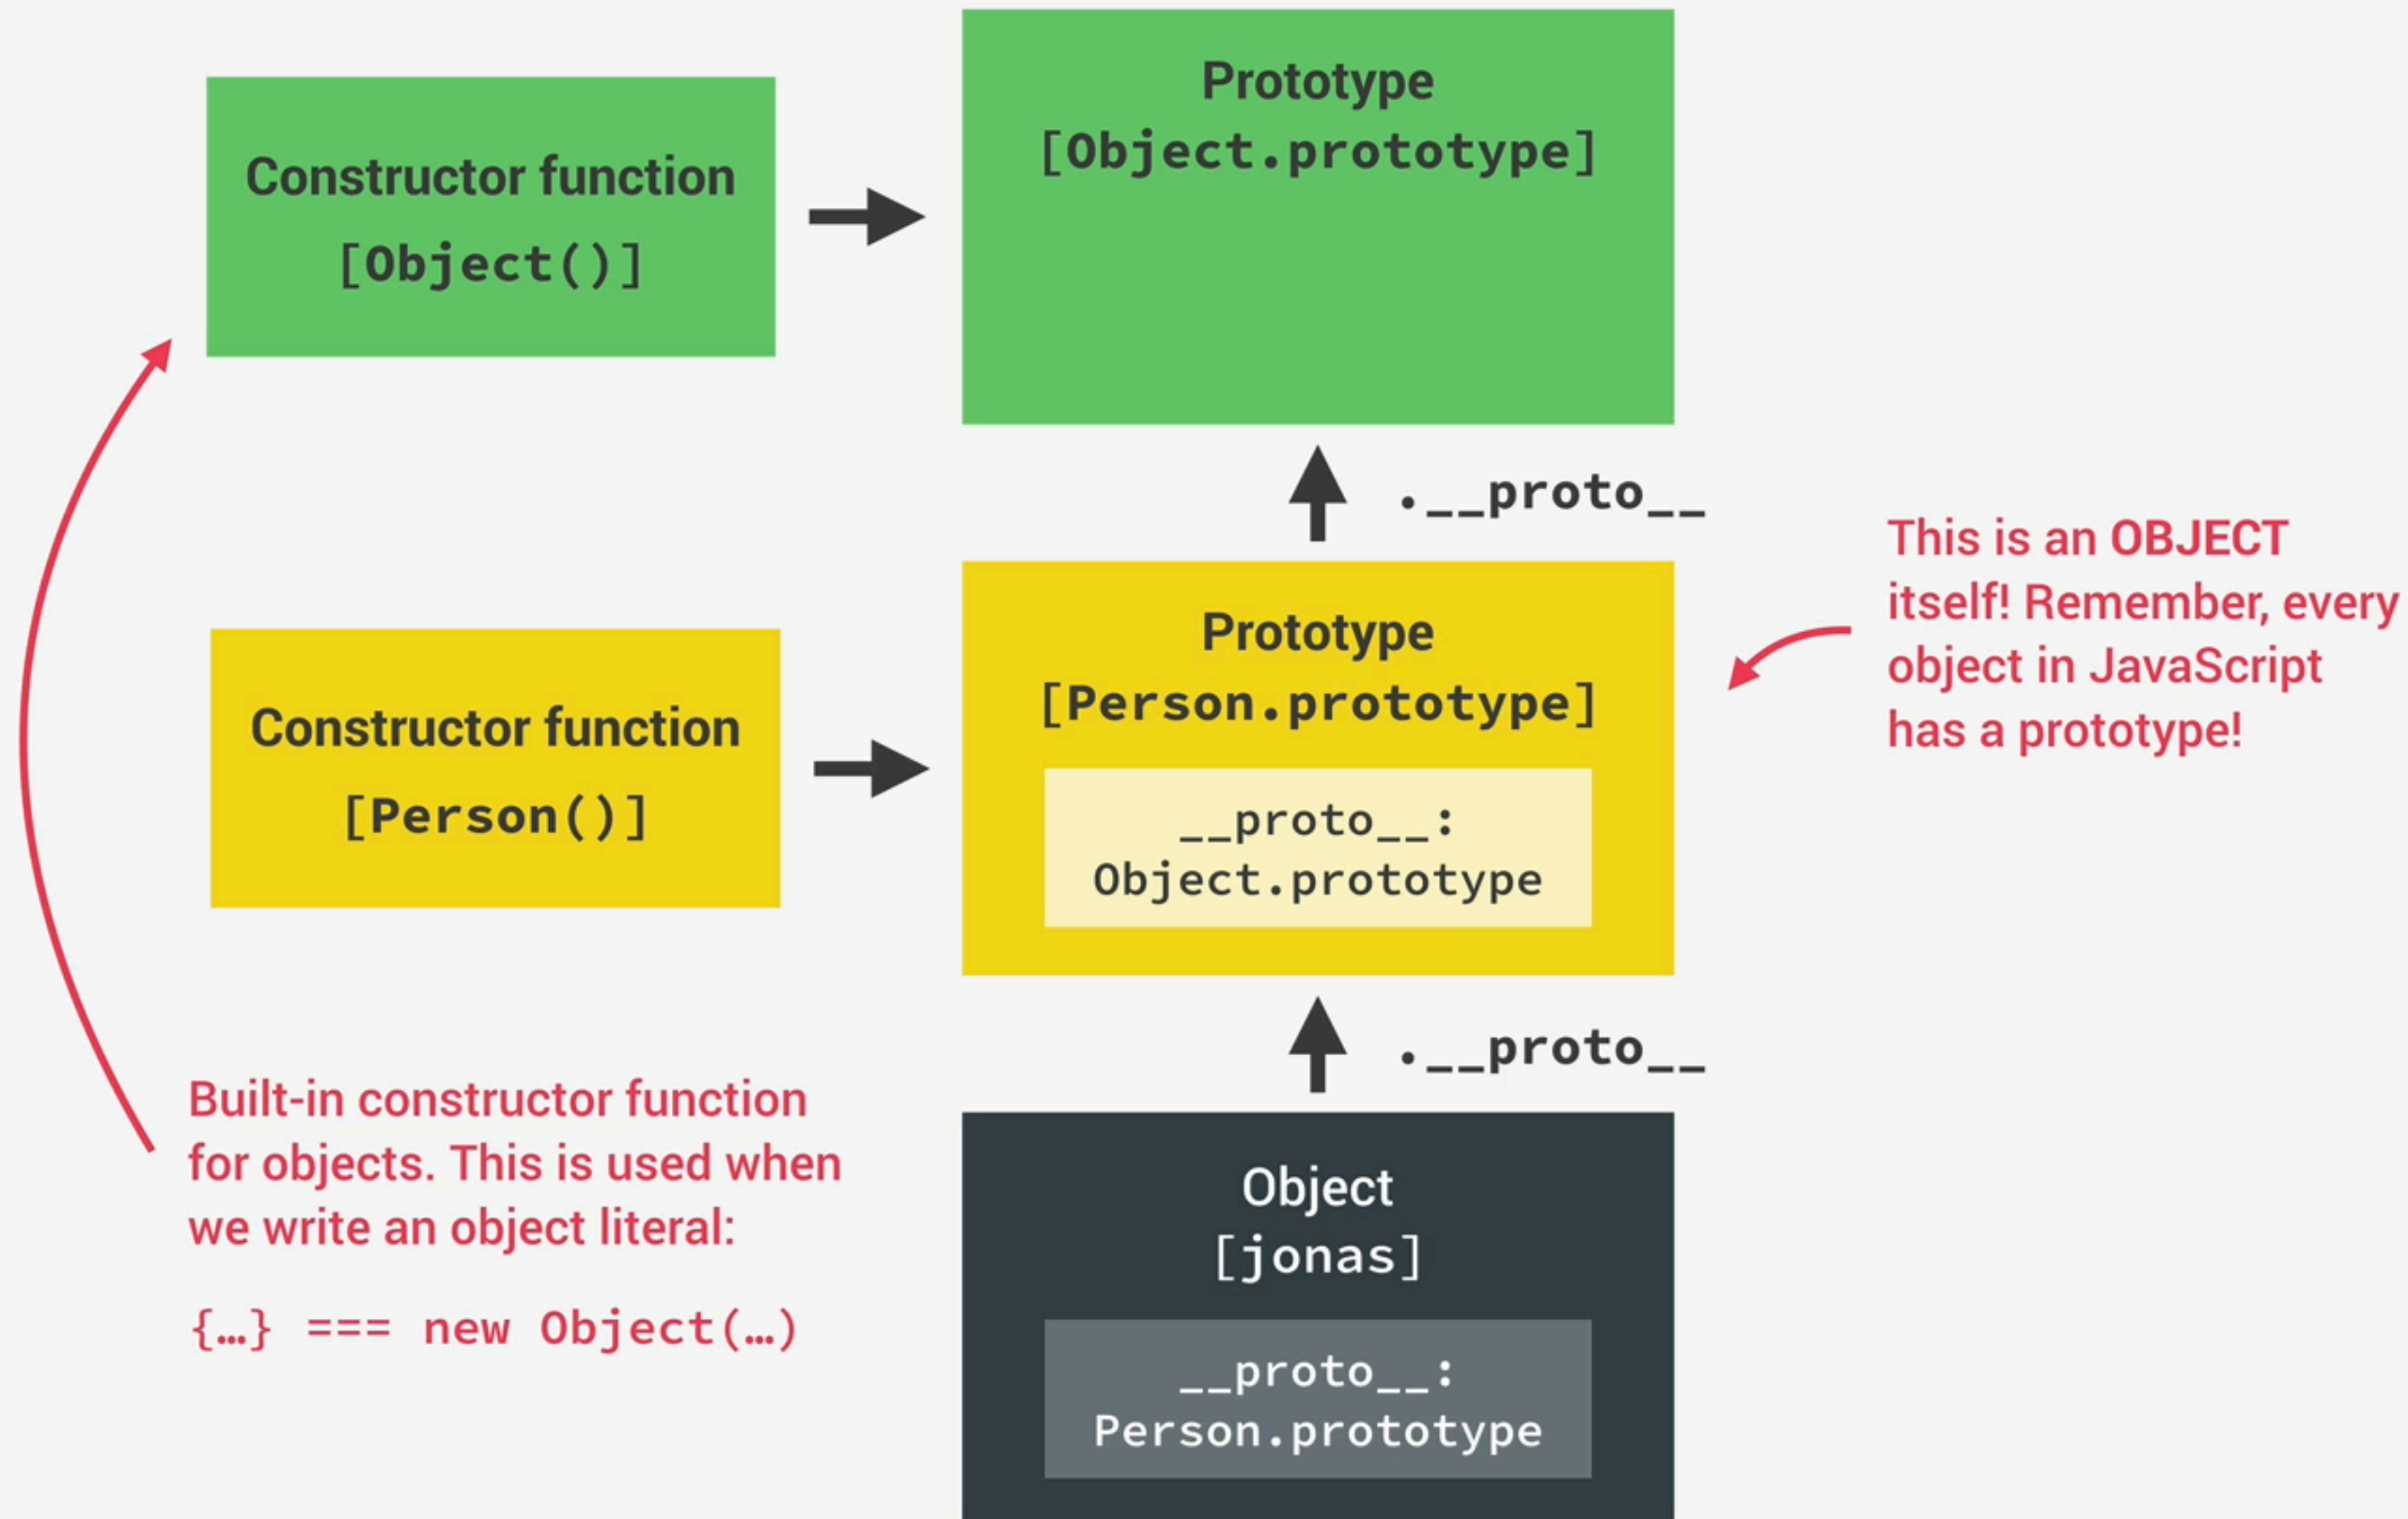 Constructor function
[Object()]
Prototype
[Object.prototype]
.__proto__
Constructor function
[Person()]
Prototype
[Person.prototype]
__proto__:
Object.prototype
This is an OBJECT
itself! Remember, every
object in JavaScript
has a prototype!
.__proto__
Built-in constructor function
for objects. This is used when
we write an object literal:
{…} === new Object(…)
Object
[jonas]
__proto__:
Person.prototype